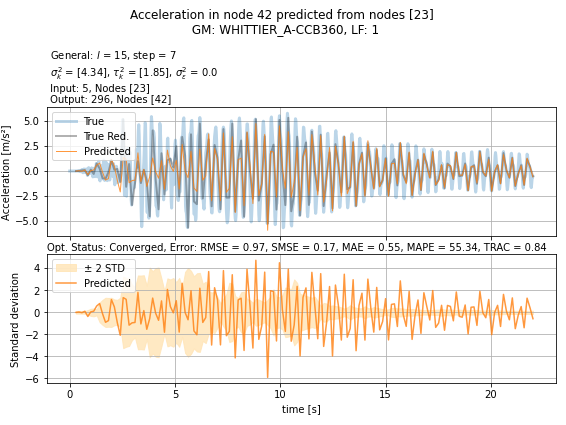 Acceleration in node 42 predicted from nodes [23]
GM: WHITTIER_A-CCB360, LF: 1
General: l = 15, step = 7
σ²ₖ = [4.34], τ²ₖ = [1.85], σ²ₑ = 0.0
Input: 5, Nodes [23]
Output: 296, Nodes [42]
True
True Red.
Predicted
Acceleration [m/s²]
5.0
2.5
0.0
−2.5
−5.0
Opt. Status: Converged, Error: RMSE = 0.97, SMSE = 0.17, MAE = 0.55, MAPE = 55.34, TRAC = 0.84
± 2 STD
Predicted
Standard deviation
4
2
0
−2
−4
−6
0 5 10 15 20
time [s]